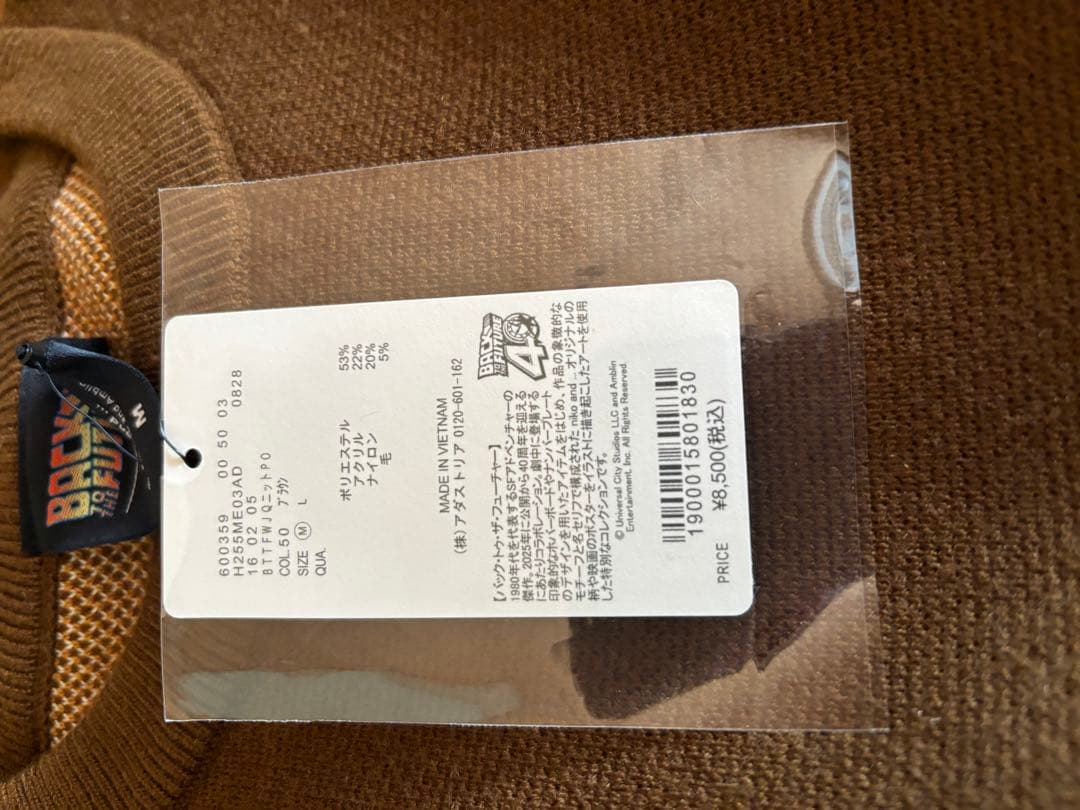 600359 00 50 03
H255ME03AD 0828
16 02 05
BTTFWJQニットPO
COL.50 ブラウン
SIZE M L
QUA.
ポリエステル 53%
アクリル 22%
ナイロン 20%
毛 5%
MADE IN VIETNAM
(株)アダストリア 0120-601-162
【バック・トゥ・ザ・フューチャー】
1980年代を代表するSFアドベンチャーの
傑作。2025年に公開から40周年を迎える
にあたりコラボレーション。劇中に登場する
印象的なホバーボードやナンバープレート
のデザインを用いたアイテムをはじめ、作品の象徴的な
モチーフと名セリフで構成された niko and ... オリジナルの
柄や映画のポスターをイラストに描き起こしたアートを使用
した特別なコレクションです。
BACK
TO THE
FUTURE
40
© Universal City Studios LLC and Amblin
Entertainment, Inc. All Rights Reserved.
1900015801830
PRICE ¥8,500(税込)
BACK
TO
THE FUT
and Amblin
M